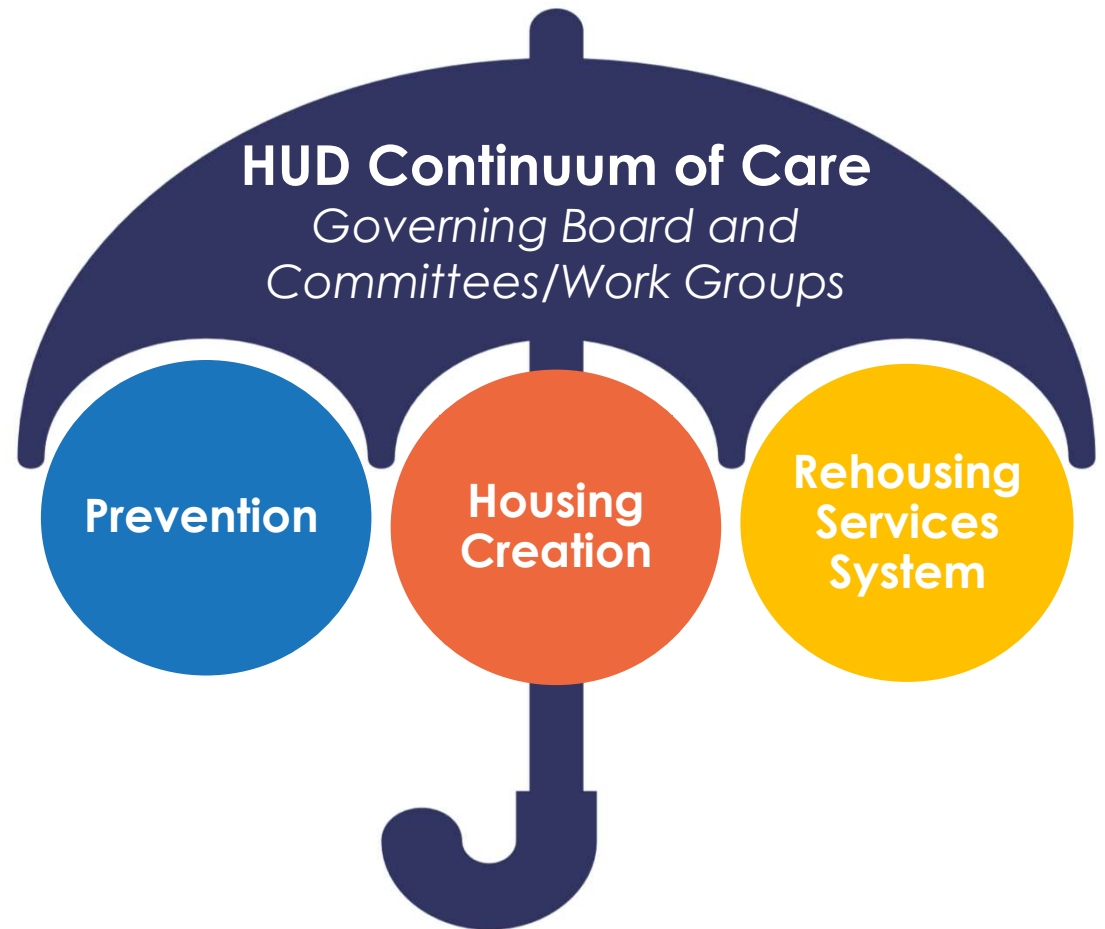 HUD Continuum of Care
Governing Board and
Committees/Work Groups
Prevention
Housing
Creation
Rehousing
Services
System